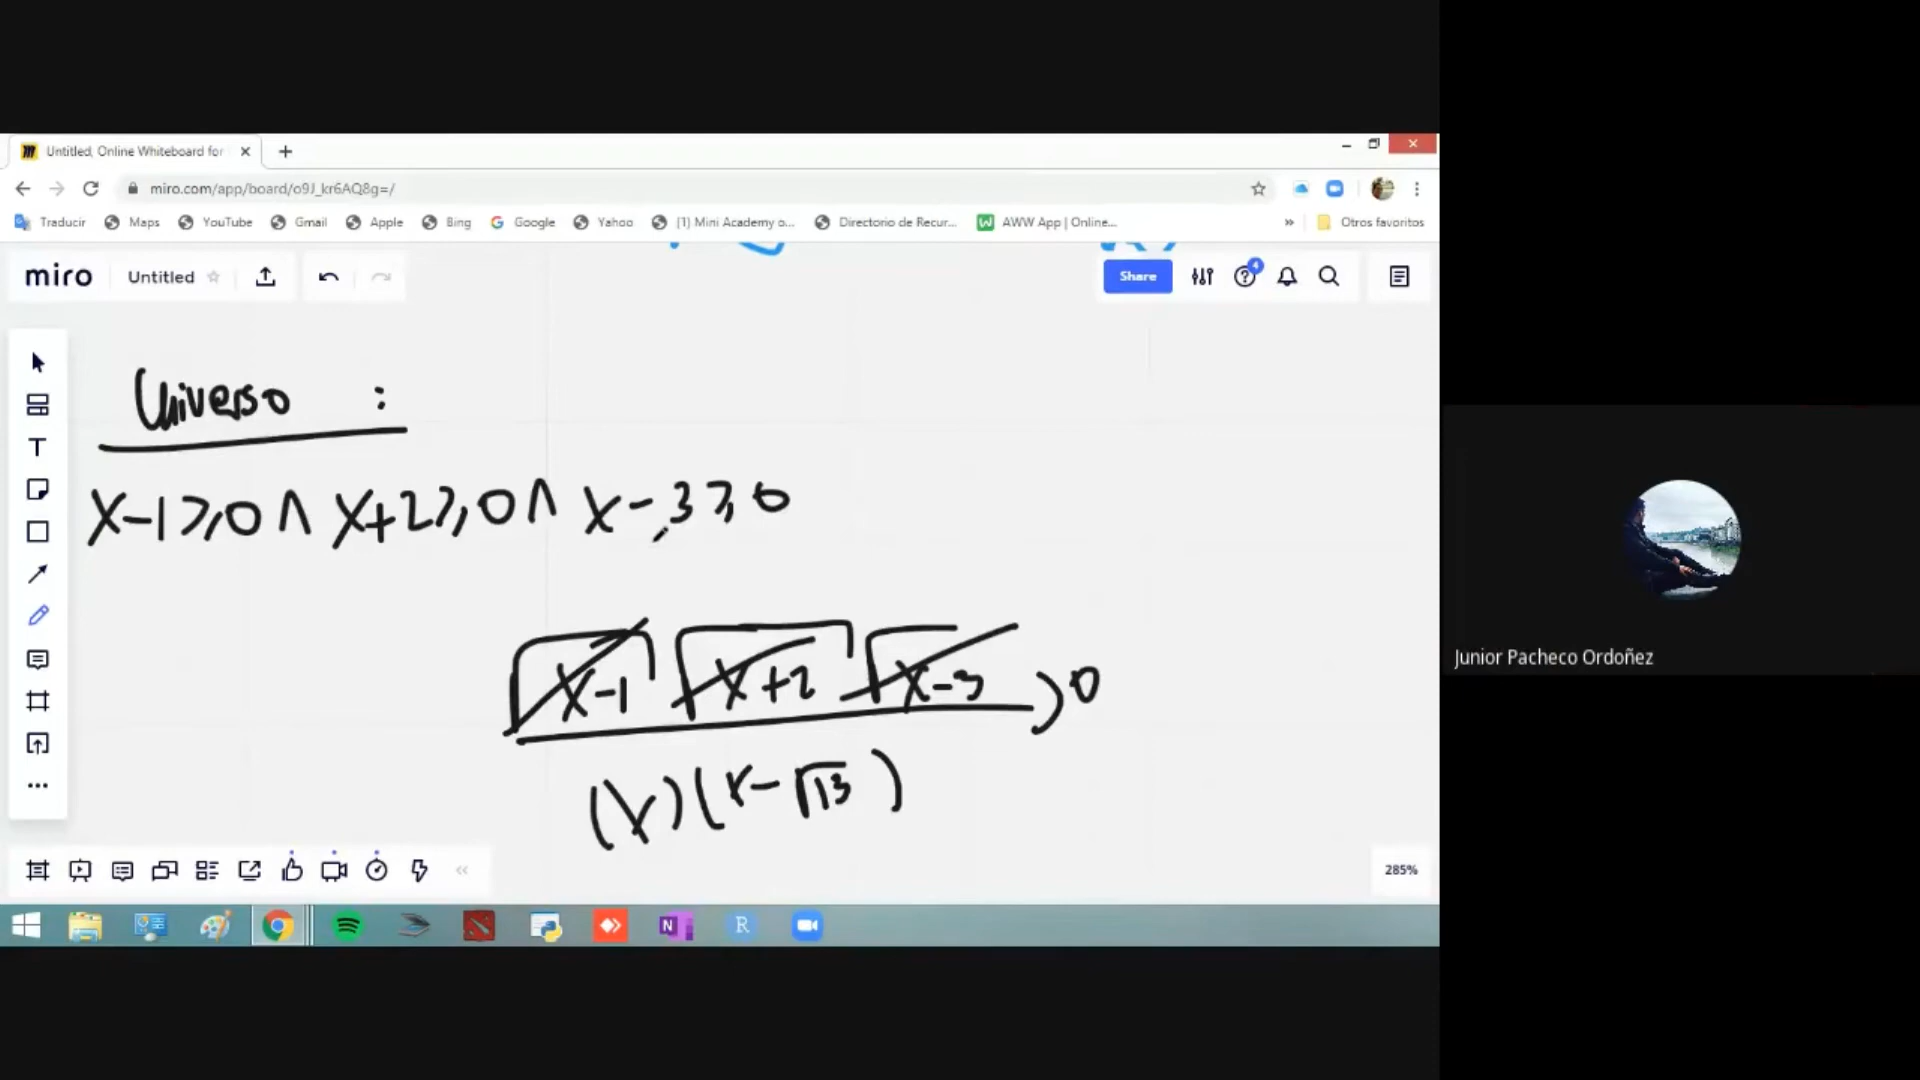 Untitled, Online Whiteboard for
miro.com/app/board/o9J_kr6AQ8g=/
Traducir Maps YouTube Gmail Apple Bing Google Yahoo (1) Mini Academy o... Directorio de Recur... AWW App | Online... » Otros favoritos
miro Untitled Share 4
Universo :
x-1≥0 ∧ x+2≥0 ∧ x-3≥0
√x-1 √x+2 √x-3 >0
(x)(x-√13)
T
285%
N R
Junior Pacheco Ordoñez